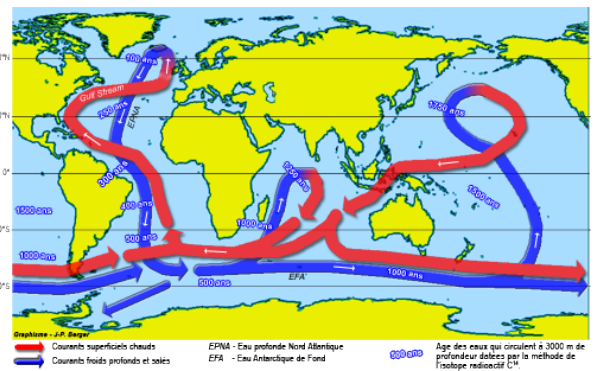 100 ans
Gulf Stream
250 ans
EPNA
1750 ans
300 ans
1250 ans
0°
1500 ans
400 ans
1500 ans
1000 ans
500 ans
1000 ans
500 ans
EFA
1000 ans
Graphisme - J-P. Berger
Courants superficiels chauds
Courants froids profonds et salés
EPNA - Eau profonde Nord Atlantique
EFA - Eau Antarctique de Fond
500 ans
Age des eaux qui circulent à 3000 m de
profondeur datées par la méthode de
l'isotope radioactif C¹⁴.